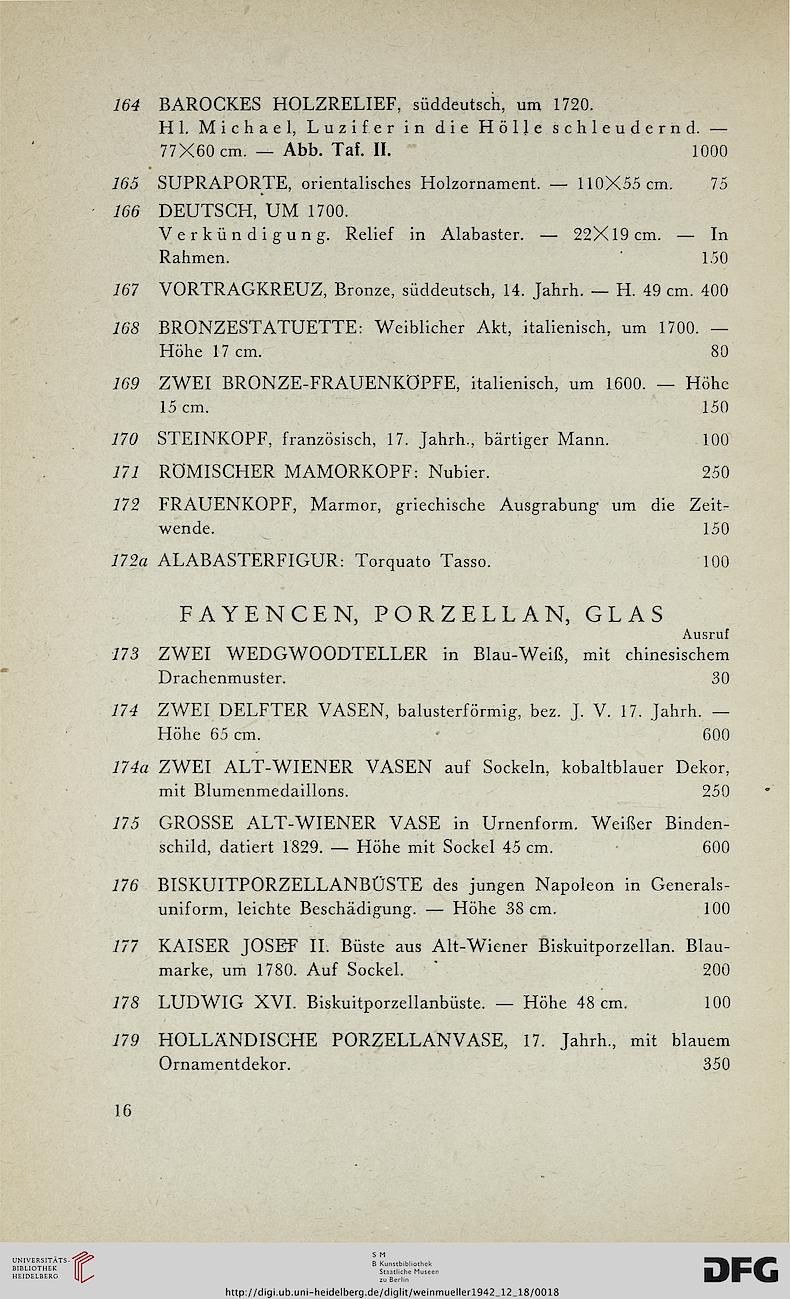 164 BAROCKES HOLZRELIEF, süddeutsch, um 1720.
Hl. Michael, Luzifer in die Hölle schleudernd. —
77×60 cm. — Abb. Taf. II. 1000
165 SUPRAPORTE, orientalisches Holzornament. — 110×55 cm. 75
166 DEUTSCH, UM 1700.
Verkündigung. Relief in Alabaster. — 22×19 cm. — In
Rahmen. 150
167 VORTRAGKREUZ, Bronze, süddeutsch, 14. Jahrh. — H. 49 cm. 400
168 BRONZESTATUETTE: Weiblicher Akt, italienisch, um 1700. —
Höhe 17 cm. 80
169 ZWEI BRONZE-FRAUENKÖPFE, italienisch, um 1600. — Höhe
15 cm. 150
170 STEINKOPF, französisch, 17. Jahrh., bärtiger Mann. 100
171 RÖMISCHER MAMORKOPF: Nubier. 250
172 FRAUENKOPF, Marmor, griechische Ausgrabung um die Zeit-
wende. 150
172a ALABASTERFIGUR: Torquato Tasso. 100
FAYENCEN, PORZELLAN, GLAS
Ausruf
173 ZWEI WEDGWOODTELLER in Blau-Weiß, mit chinesischem
Drachenmuster. 30
174 ZWEI DELFTER VASEN, balusterförmig, bez. J. V. 17. Jahrh. —
Höhe 65 cm. 600
174a ZWEI ALT-WIENER VASEN auf Sockeln, kobaltblauer Dekor,
mit Blumenmedaillons. 250
175 GROSSE ALT-WIENER VASE in Urnenform. Weißer Binden-
schild, datiert 1829. — Höhe mit Sockel 45 cm. 600
176 BISKUITPORZELLANBÜSTE des jungen Napoleon in Generals-
uniform, leichte Beschädigung. — Höhe 38 cm. 100
177 KAISER JOSEF II. Büste aus Alt-Wiener Biskuitporzellan. Blau-
marke, um 1780. Auf Sockel. 200
178 LUDWIG XVI. Biskuitporzellanbüste. — Höhe 48 cm. 100
179 HOLLÄNDISCHE PORZELLANVASE, 17. Jahrh., mit blauem
Ornamentdekor. 350
16
UNIVERSITÄTS-
BIBLIOTHEK
HEIDELBERG
S M
B Kunstbibliothek
Staatliche Museen
zu Berlin
DFG
http://digi.ub.uni-heidelberg.de/diglit/weinmueller1942_12_18/0018